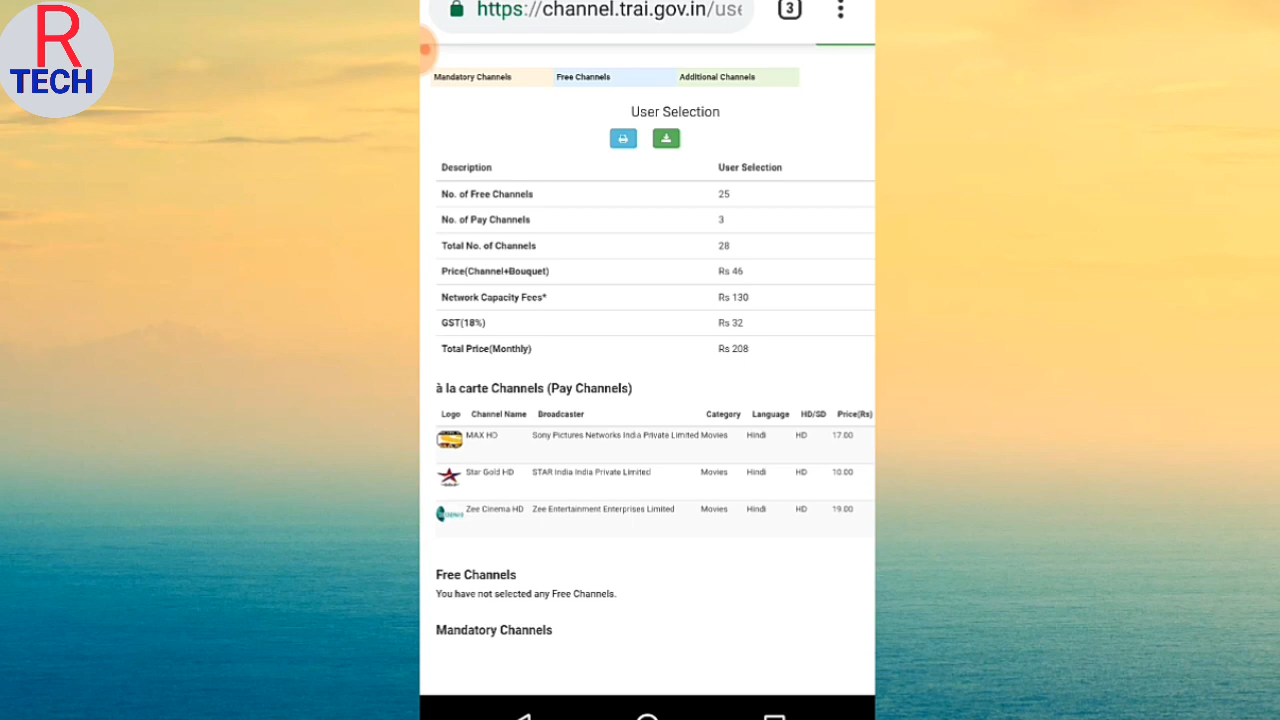 R
TECH
https://channel.trai.gov.in/use
3
Mandatory Channels Free Channels Additional Channels
User Selection
Description User Selection
No. of Free Channels 25
No. of Pay Channels 3
Total No. of Channels 28
Price(Channel+Bouquet) Rs 46
Network Capacity Fees* Rs 130
GST(18%) Rs 32
Total Price(Monthly) Rs 208
à la carte Channels (Pay Channels)
Logo Channel Name Broadcaster Category Language HD/SD Price(Rs)
MAX HD Sony Pictures Networks India Private Limited Movies Hindi HD 17.00
Star Gold HD STAR India India Private Limited Movies Hindi HD 10.00
Zee Cinema HD Zee Entertainment Enterprises Limited Movies Hindi HD 19.00
Free Channels
You have not selected any Free Channels.
Mandatory Channels